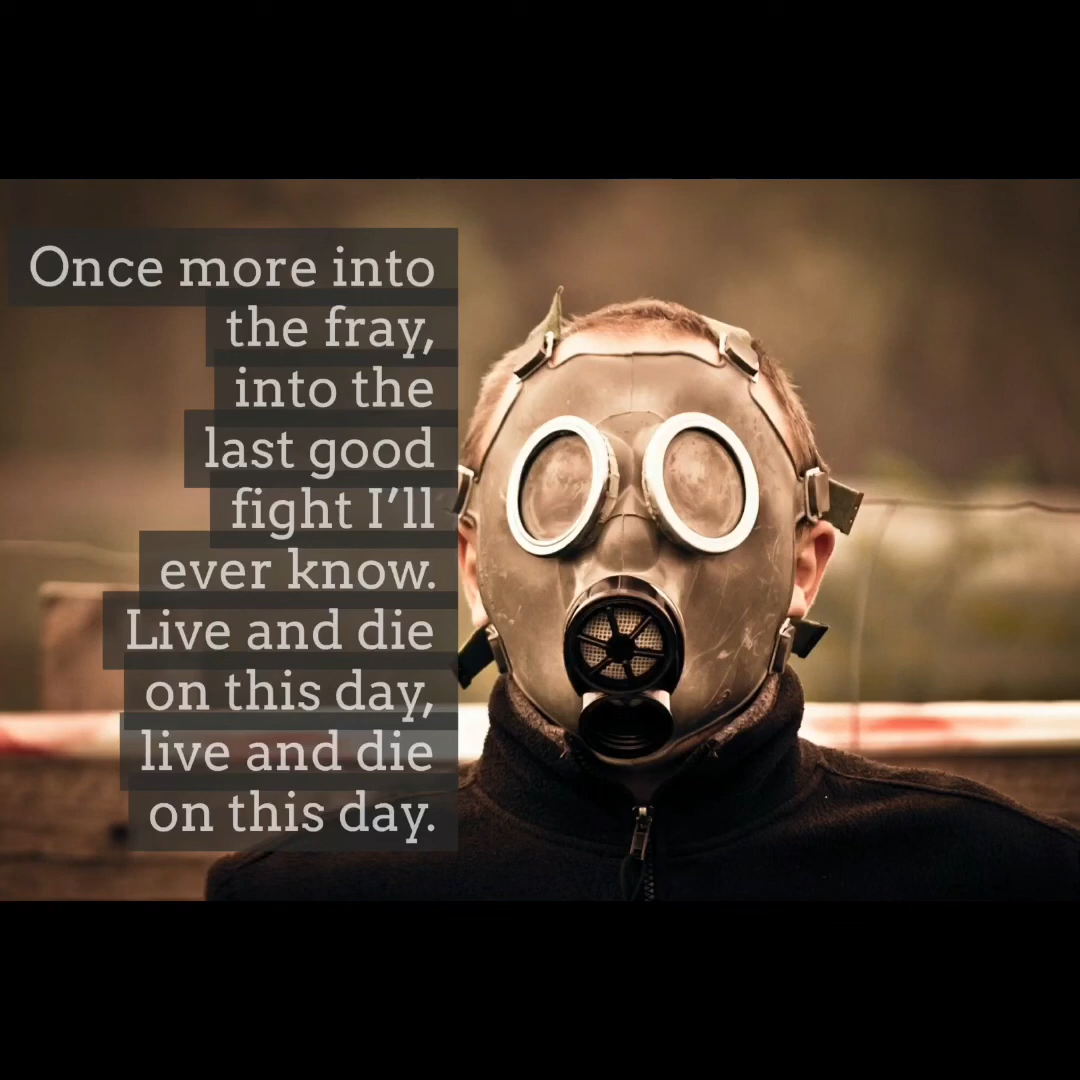 Once more into
the fray,
into the
last good
fight I’ll
ever know.
Live and die
on this day,
live and die
on this day.